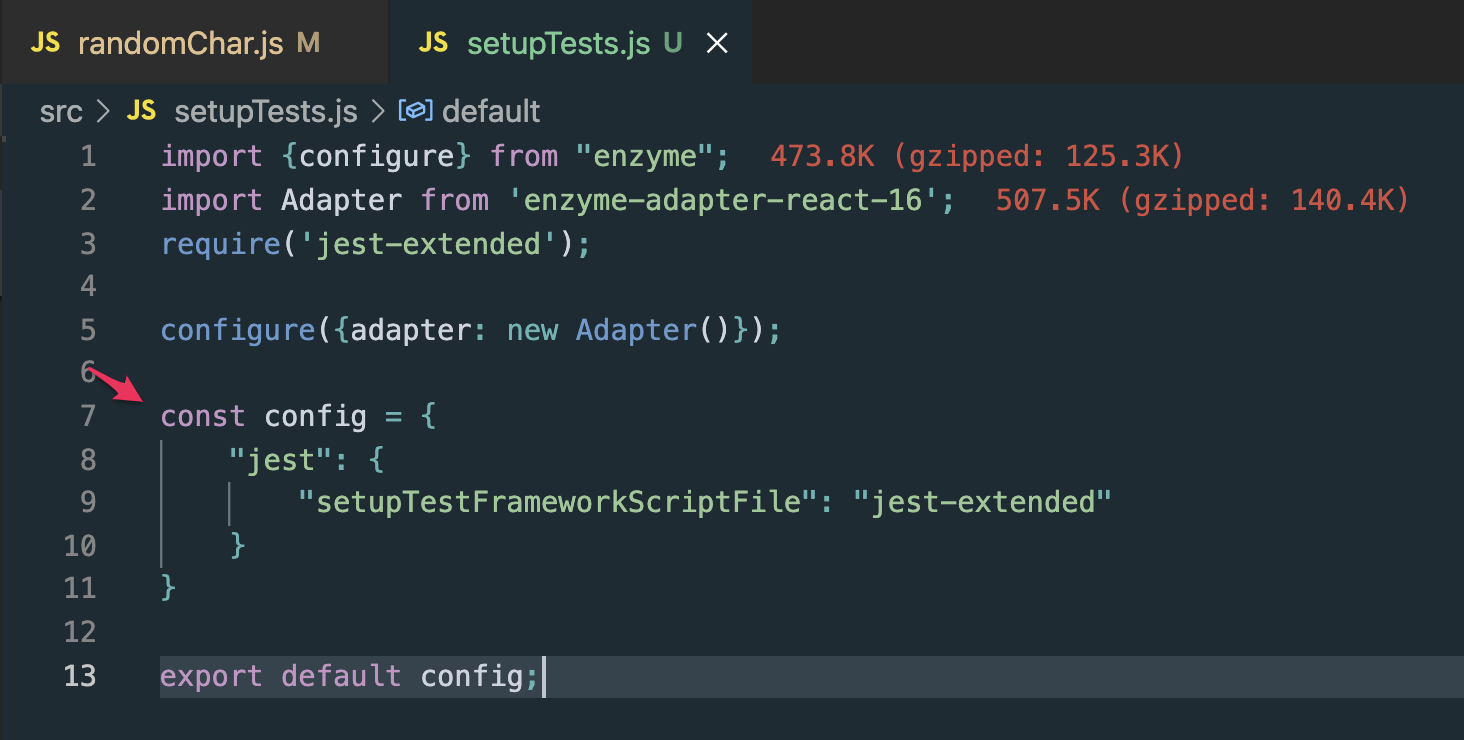 JS randomChar.js M JS setupTests.js U
src > JS setupTests.js > default
1 import {configure} from "enzyme"; 473.8K (gzipped: 125.3K)
2 import Adapter from 'enzyme-adapter-react-16'; 507.5K (gzipped: 140.4K)
3 require('jest-extended');
4
5 configure({adapter: new Adapter()});
6
7 const config = {
8 "jest": {
9 "setupTestFrameworkScriptFile": "jest-extended"
10 }
11 }
12
13 export default config;